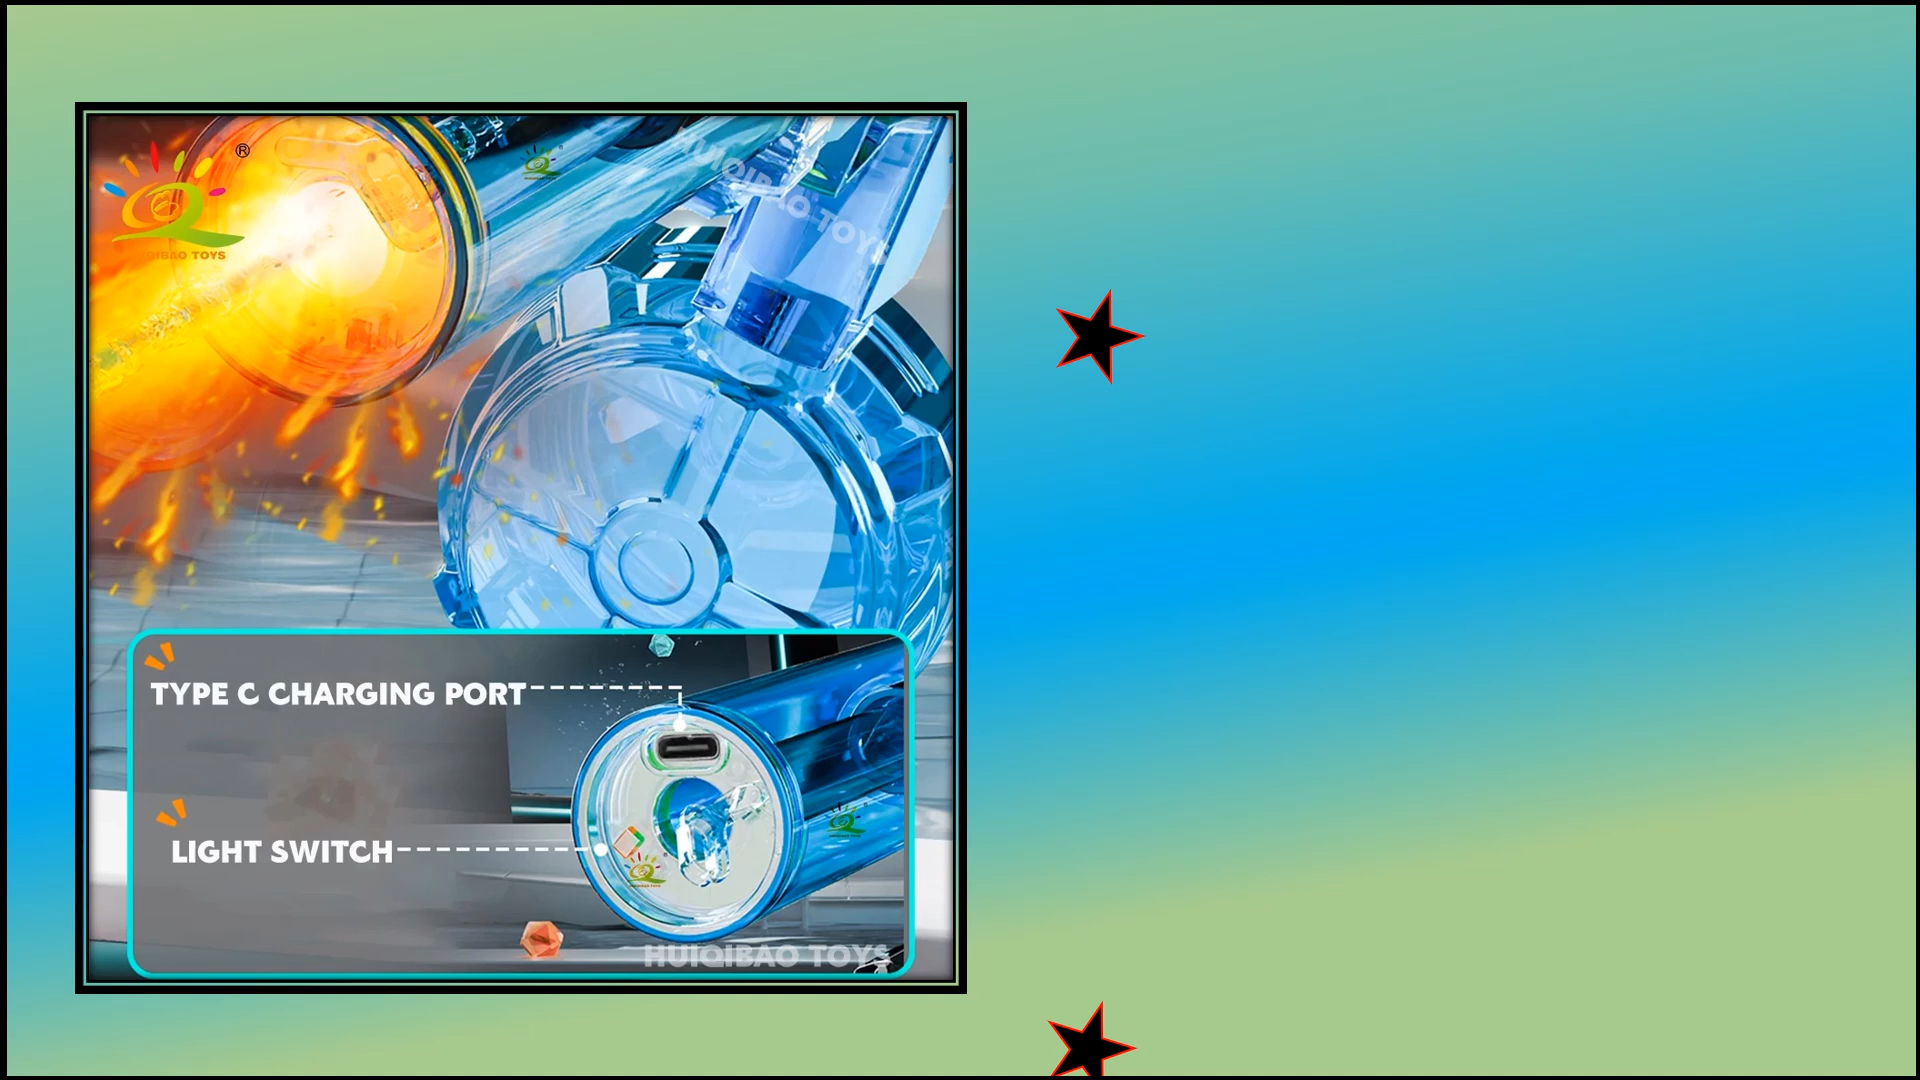 ®
HUIQIBAO TOYS
TYPE C CHARGING PORT
LIGHT SWITCH
HUIQIBAO TOYS